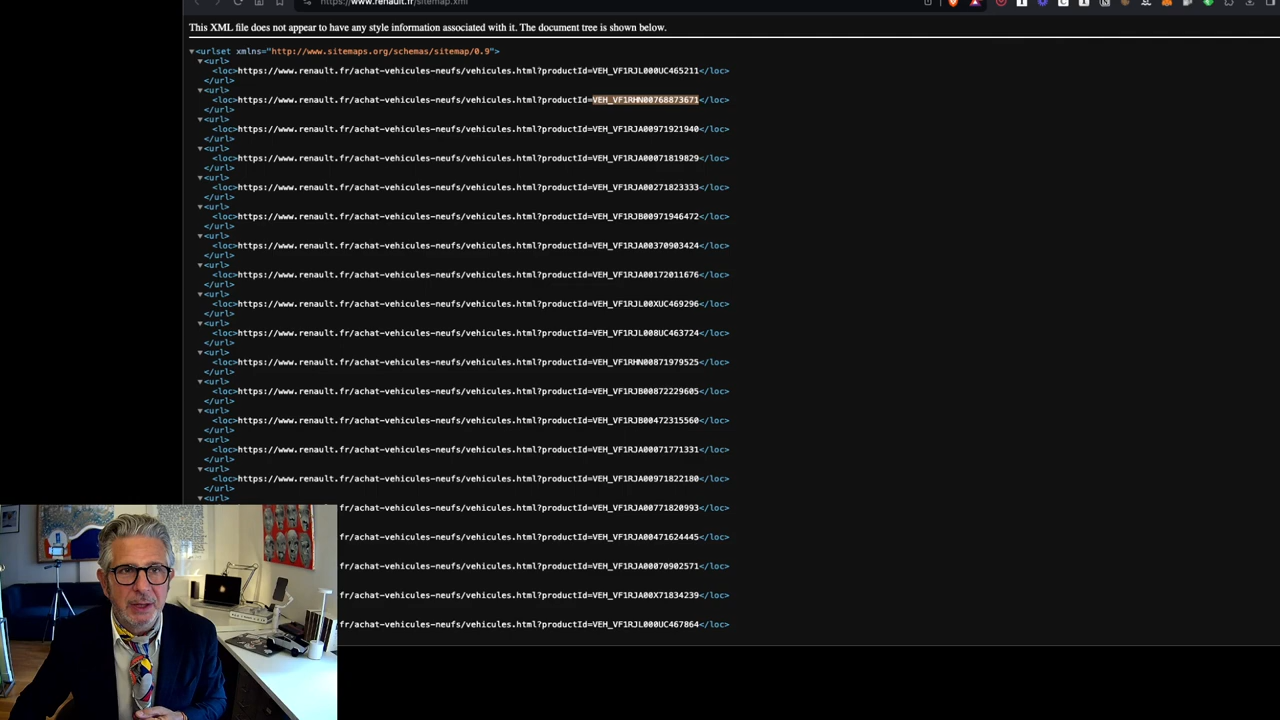 https://www.renault.fr/sitemap.xml
This XML file does not appear to have any style information associated with it. The document tree is shown below.
▼<urlset xmlns="http://www.sitemaps.org/schemas/sitemap/0.9">
▼<url>
<loc>https://www.renault.fr/achat-vehicules-neufs/vehicules.html?productId=VEH_VF1RJL000UC465211</loc>
</url>
▼<url>
<loc>https://www.renault.fr/achat-vehicules-neufs/vehicules.html?productId=VEH_VF1RHN00768873671</loc>
</url>
▼<url>
<loc>https://www.renault.fr/achat-vehicules-neufs/vehicules.html?productId=VEH_VF1RJA00971921940</loc>
</url>
▼<url>
<loc>https://www.renault.fr/achat-vehicules-neufs/vehicules.html?productId=VEH_VF1RJA00071819829</loc>
</url>
▼<url>
<loc>https://www.renault.fr/achat-vehicules-neufs/vehicules.html?productId=VEH_VF1RJA00271823333</loc>
</url>
▼<url>
<loc>https://www.renault.fr/achat-vehicules-neufs/vehicules.html?productId=VEH_VF1RJB00971946472</loc>
</url>
▼<url>
<loc>https://www.renault.fr/achat-vehicules-neufs/vehicules.html?productId=VEH_VF1RJA00370903424</loc>
</url>
▼<url>
<loc>https://www.renault.fr/achat-vehicules-neufs/vehicules.html?productId=VEH_VF1RJA00172011676</loc>
</url>
▼<url>
<loc>https://www.renault.fr/achat-vehicules-neufs/vehicules.html?productId=VEH_VF1RJL00XUC469296</loc>
</url>
▼<url>
<loc>https://www.renault.fr/achat-vehicules-neufs/vehicules.html?productId=VEH_VF1RJL008UC463724</loc>
</url>
▼<url>
<loc>https://www.renault.fr/achat-vehicules-neufs/vehicules.html?productId=VEH_VF1RHN00871979525</loc>
</url>
▼<url>
<loc>https://www.renault.fr/achat-vehicules-neufs/vehicules.html?productId=VEH_VF1RJB00872229605</loc>
</url>
▼<url>
<loc>https://www.renault.fr/achat-vehicules-neufs/vehicules.html?productId=VEH_VF1RJB00472315560</loc>
</url>
▼<url>
<loc>https://www.renault.fr/achat-vehicules-neufs/vehicules.html?productId=VEH_VF1RJA00071771331</loc>
</url>
▼<url>
<loc>https://www.renault.fr/achat-vehicules-neufs/vehicules.html?productId=VEH_VF1RJA00971822180</loc>
</url>
▼<url>
fr/achat-vehicules-neufs/vehicules.html?productId=VEH_VF1RJA00771820993</loc>
fr/achat-vehicules-neufs/vehicules.html?productId=VEH_VF1RJA00471624445</loc>
fr/achat-vehicules-neufs/vehicules.html?productId=VEH_VF1RJA00070902571</loc>
fr/achat-vehicules-neufs/vehicules.html?productId=VEH_VF1RJA00X71834239</loc>
fr/achat-vehicules-neufs/vehicules.html?productId=VEH_VF1RJL000UC467864</loc>